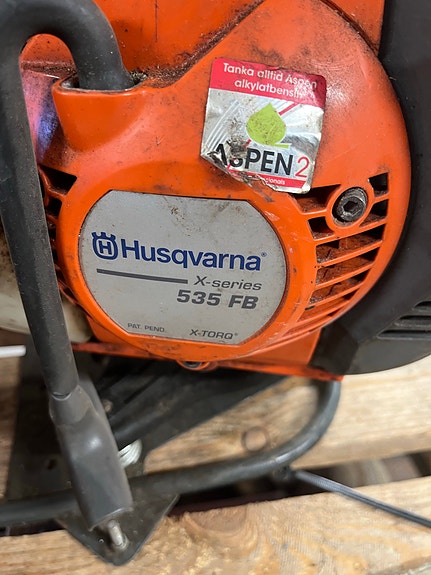 Tanka alltid Aspen
alkylatbensin
ASPEN 2
Husqvarna®
X-series
535 FB
PAT. PEND.
X-TORQ®